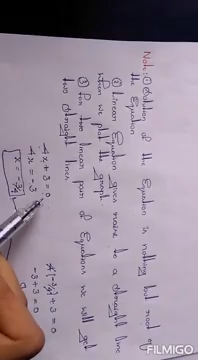 Note: ① Solution of the Equation is nothing but root of
the Equation
② Linear Equation gives raise to a straight line
when we plot the graph.
③ For two linear pair of Equations we will get
two straight lines
4x + 3 = 0
4x = -3
x = -3/4
4(-3/4) + 3 = 0
-3 + 3 = 0
FILMIGO